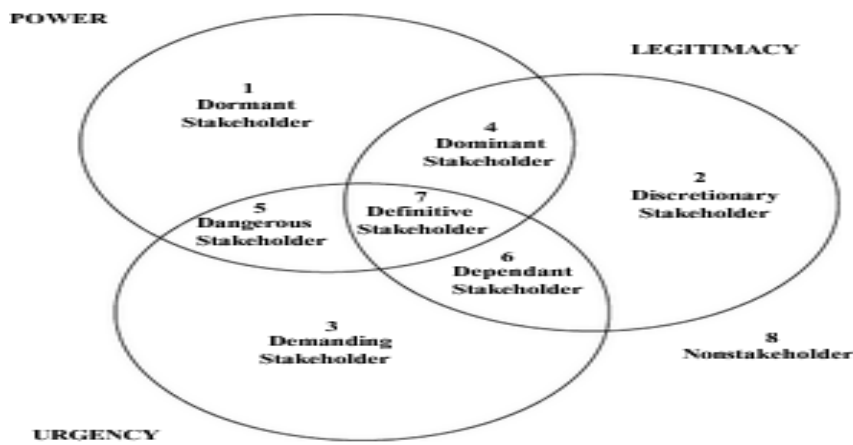 POWER
LEGITIMACY
1
Dormant
Stakeholder
4
Dominant
Stakeholder
2
Discretionary
Stakeholder
5
Dangerous
Stakeholder
7
Definitive
Stakeholder
6
Dependant
Stakeholder
3
Demanding
Stakeholder
8
Nonstakeholder
URGENCY